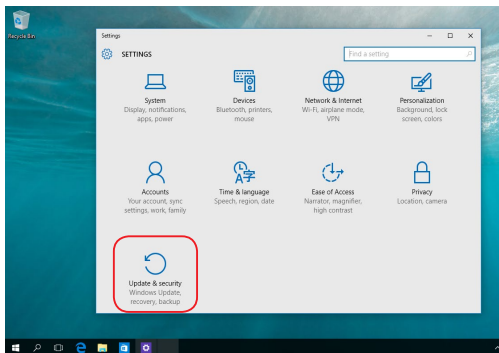 Recycle Bin
Settings
SETTINGS
Find a setting
System
Display, notifications,
apps, power
Devices
Bluetooth, printers,
mouse
Network & Internet
Wi-Fi, airplane mode,
VPN
Personalization
Background, lock
screen, colors
Accounts
Your account, sync
settings, work, family
Time & language
Speech, region, date
Ease of Access
Narrator, magnifier,
high contrast
Privacy
Location, camera
Update & security
Windows Update,
recovery, backup